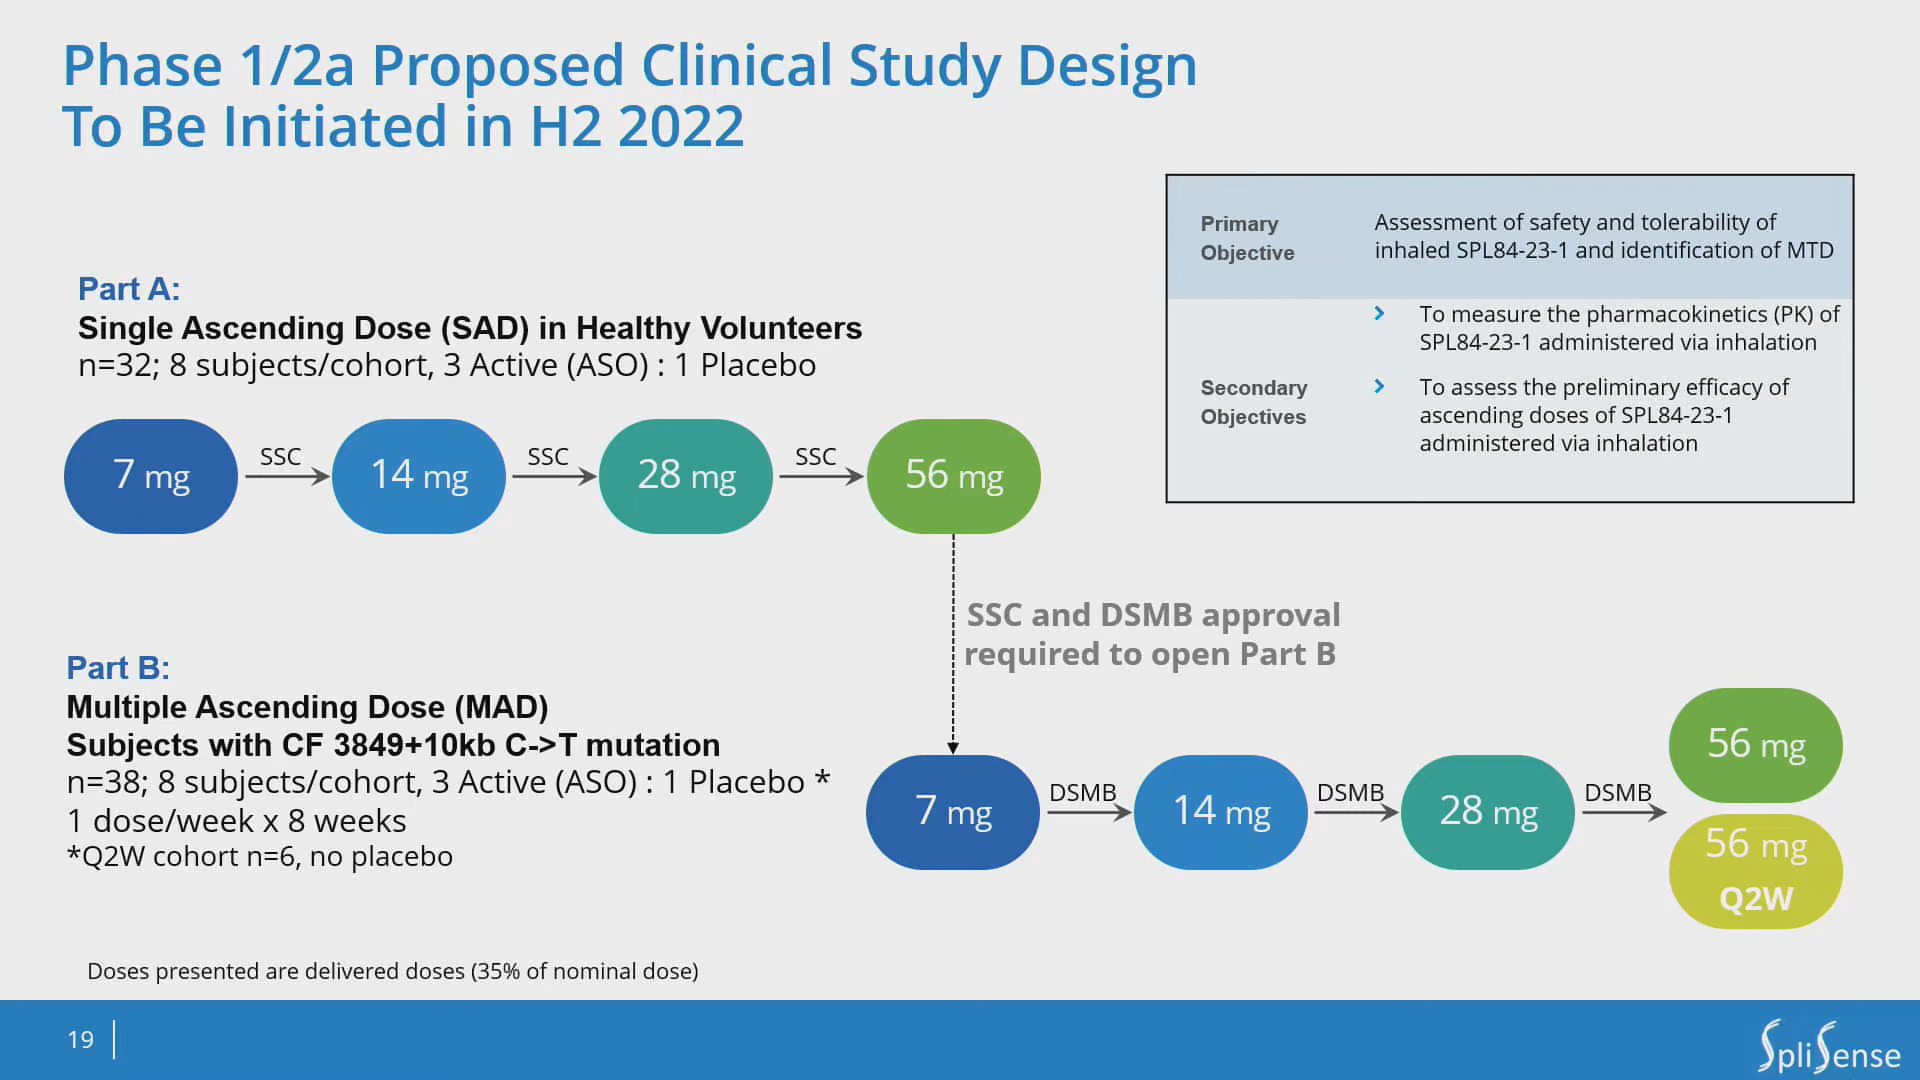 Phase 1/2a Proposed Clinical Study Design
To Be Initiated in H2 2022
Primary
Objective
Assessment of safety and tolerability of
inhaled SPL84-23-1 and identification of MTD
Secondary
Objectives
To measure the pharmacokinetics (PK) of
SPL84-23-1 administered via inhalation
To assess the preliminary efficacy of
ascending doses of SPL84-23-1
administered via inhalation
Part A:
Single Ascending Dose (SAD) in Healthy Volunteers
n=32; 8 subjects/cohort, 3 Active (ASO) : 1 Placebo
7 mg
SSC
14 mg
SSC
28 mg
SSC
56 mg
SSC and DSMB approval
required to open Part B
Part B:
Multiple Ascending Dose (MAD)
Subjects with CF 3849+10kb C->T mutation
n=38; 8 subjects/cohort, 3 Active (ASO) : 1 Placebo *
1 dose/week x 8 weeks
*Q2W cohort n=6, no placebo
7 mg
DSMB
14 mg
DSMB
28 mg
DSMB
56 mg
56 mg
Q2W
Doses presented are delivered doses (35% of nominal dose)
19
SpliSense